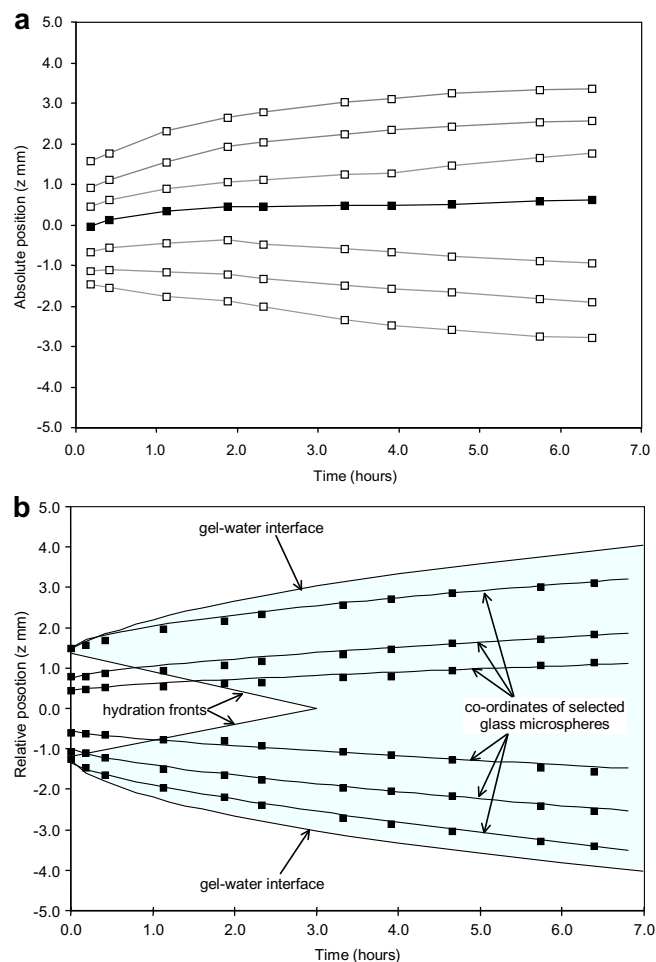 a
5.0
4.0
3.0
2.0
1.0
0.0
-1.0
-2.0
-3.0
-4.0
-5.0
Absolute position (z mm)
0.0 1.0 2.0 3.0 4.0 5.0 6.0 7.0
Time (hours)
b
5.0
4.0
3.0
2.0
1.0
0.0
-1.0
-2.0
-3.0
-4.0
-5.0
Relative posotion (z mm)
gel-water interface
hydration fronts
co-ordinates of selected
glass microspheres
gel-water interface
0.0 1.0 2.0 3.0 4.0 5.0 6.0 7.0
Time (hours)